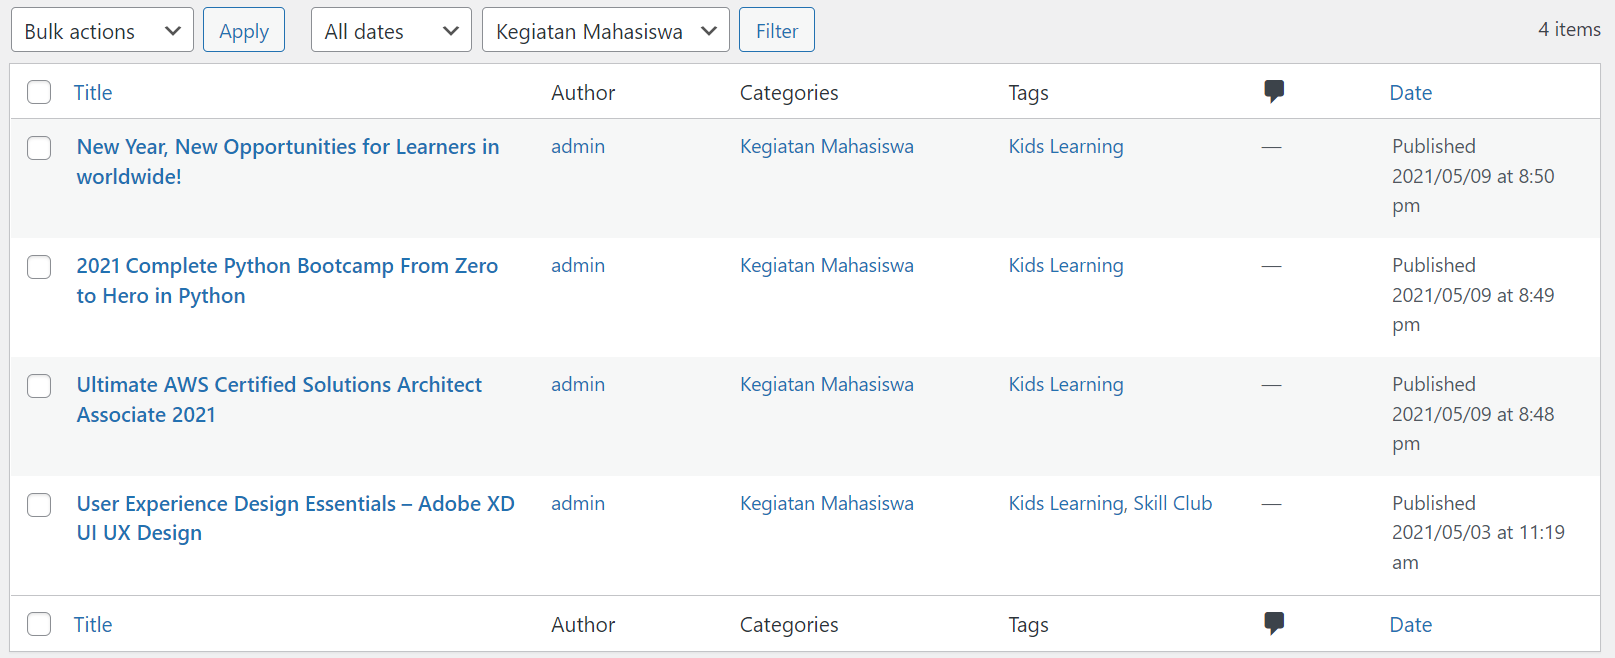 Bulk actions Apply All dates Kegiatan Mahasiswa Filter 4 items
Title Author Categories Tags Date
New Year, New Opportunities for Learners in admin Kegiatan Mahasiswa Kids Learning — Published
worldwide! 2021/05/09 at 8:50
pm
2021 Complete Python Bootcamp From Zero admin Kegiatan Mahasiswa Kids Learning — Published
to Hero in Python 2021/05/09 at 8:49
pm
Ultimate AWS Certified Solutions Architect admin Kegiatan Mahasiswa Kids Learning — Published
Associate 2021 2021/05/09 at 8:48
pm
User Experience Design Essentials – Adobe XD admin Kegiatan Mahasiswa Kids Learning, Skill Club — Published
UI UX Design 2021/05/03 at 11:19
am
Title Author Categories Tags Date